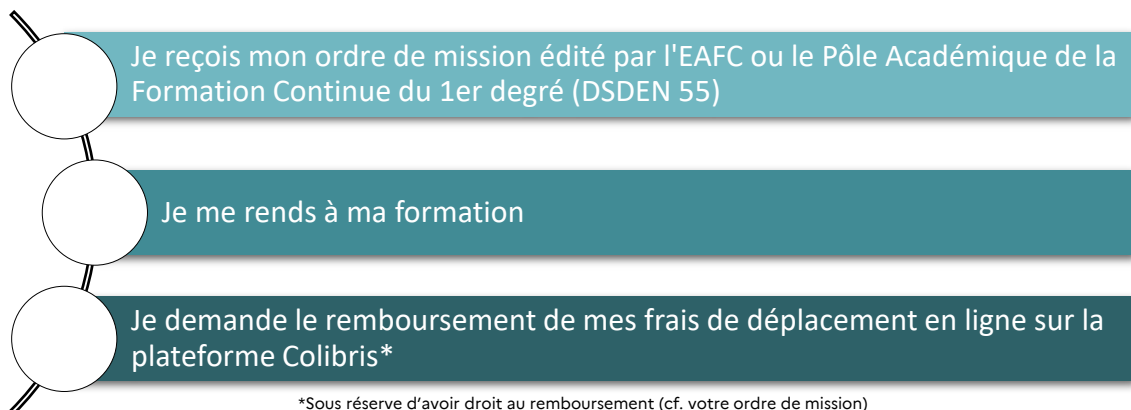 Je reçois mon ordre de mission édité par l'EAFC ou le Pôle Académique de la
Formation Continue du 1er degré (DSDEN 55)
Je me rends à ma formation
Je demande le remboursement de mes frais de déplacement en ligne sur la
plateforme Colibris*
*Sous réserve d’avoir droit au remboursement (cf. votre ordre de mission)